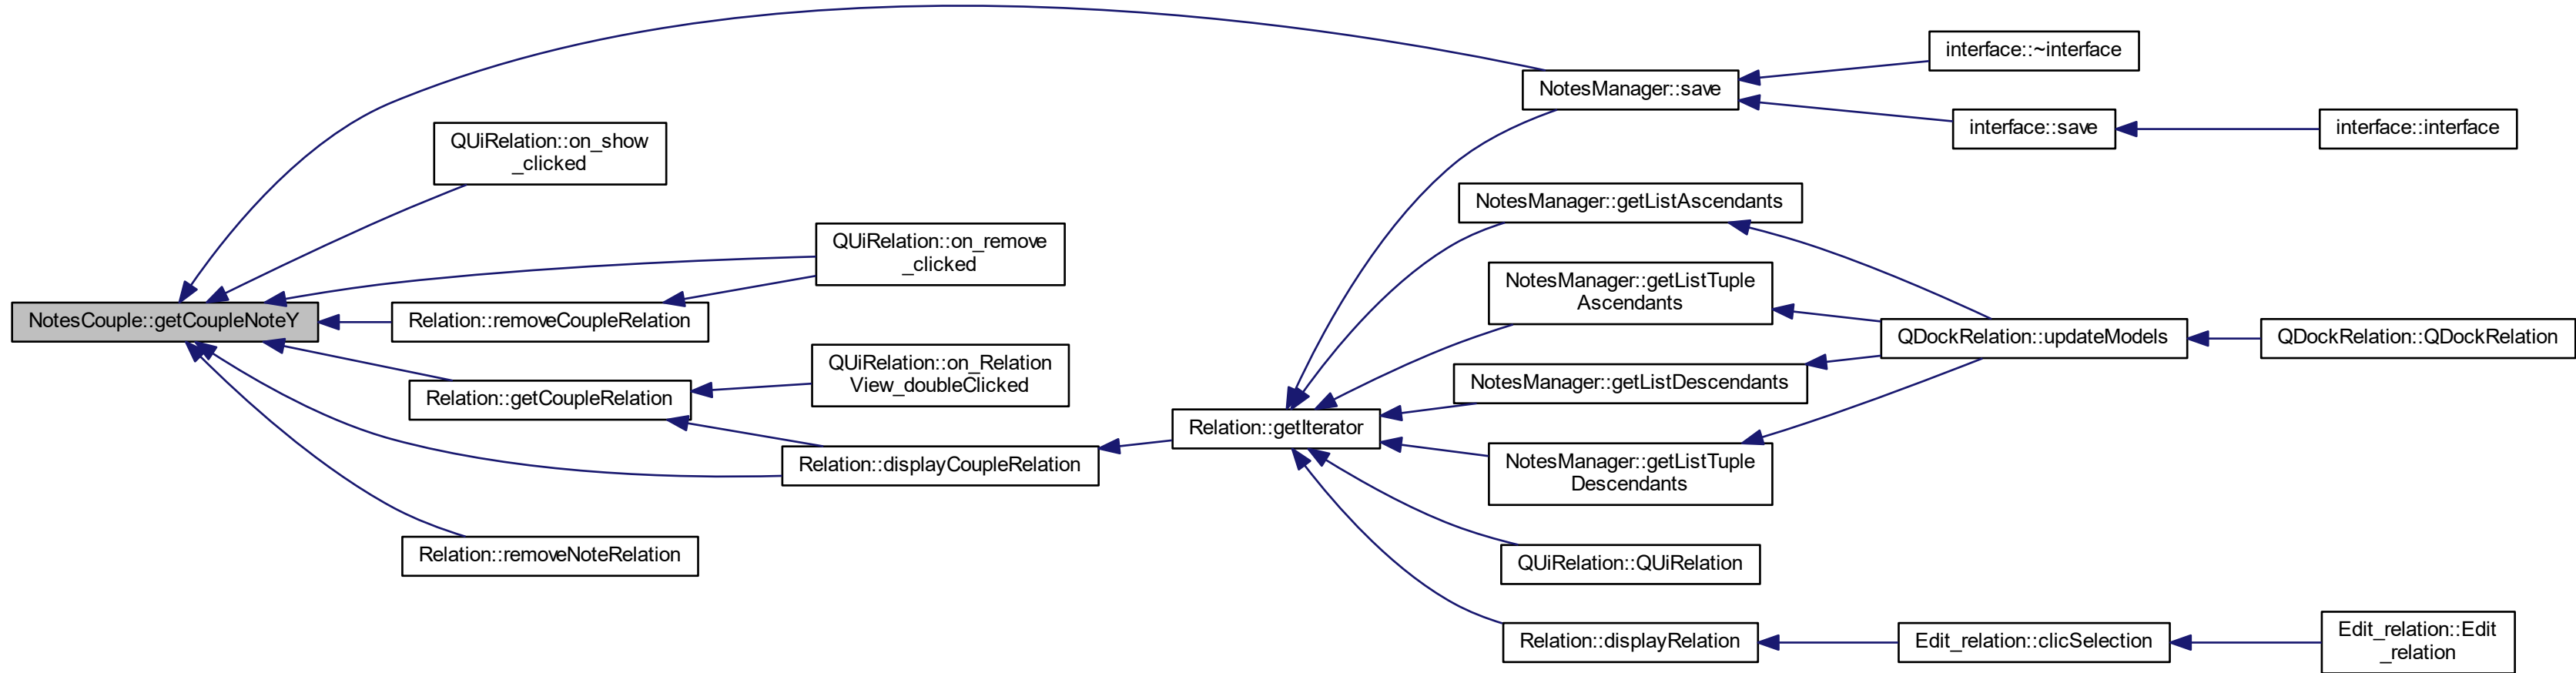 interface::~interface
NotesManager::save
interface::save
interface::interface
QUiRelation::on_show
_clicked
NotesManager::getListAscendants
QUiRelation::on_remove
_clicked
NotesManager::getListTuple
Ascendants
NotesCouple::getCoupleNoteY
Relation::removeCoupleRelation
QDockRelation::updateModels
QDockRelation::QDockRelation
QUiRelation::on_Relation
View_doubleClicked
NotesManager::getListDescendants
Relation::getCoupleRelation
Relation::getIterator
Relation::displayCoupleRelation
NotesManager::getListTuple
Descendants
Relation::removeNoteRelation
QUiRelation::QUiRelation
Relation::displayRelation
Edit_relation::clicSelection
Edit_relation::Edit
_relation